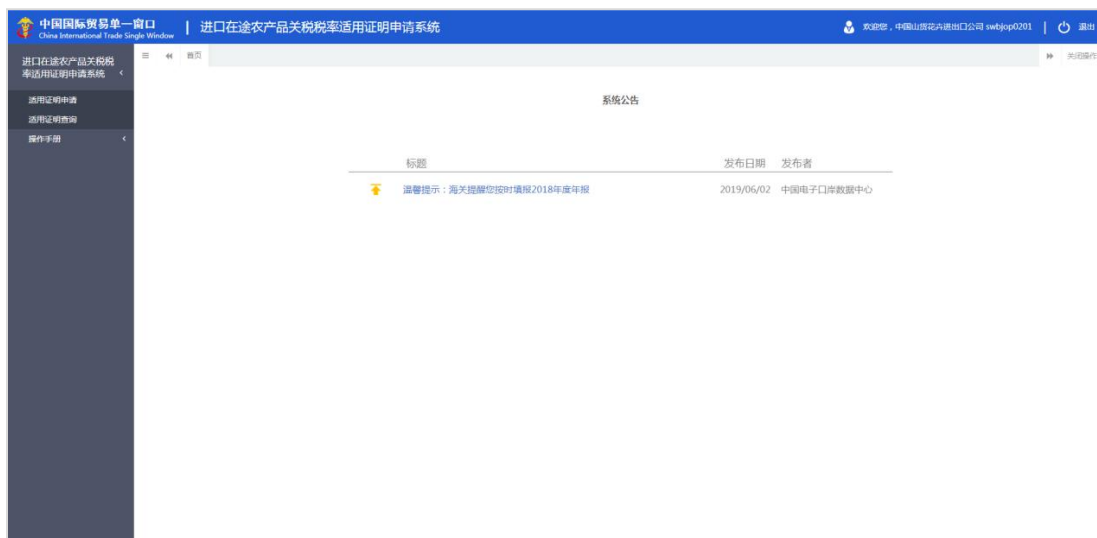 中国国际贸易单一窗口
China International Trade Single Window
进口在途农产品关税税率适用证明申请系统
欢迎您，中国山货花卉进出口公司 swbjop0201
退出
进口在途农产品关税税
率适用证明申请系统
首页
关闭操作
适用证明申请
适用证明查询
操作手册
系统公告
标题 发布日期 发布者
温馨提示：海关提醒您按时填报2018年度年报 2019/06/02 中国电子口岸数据中心